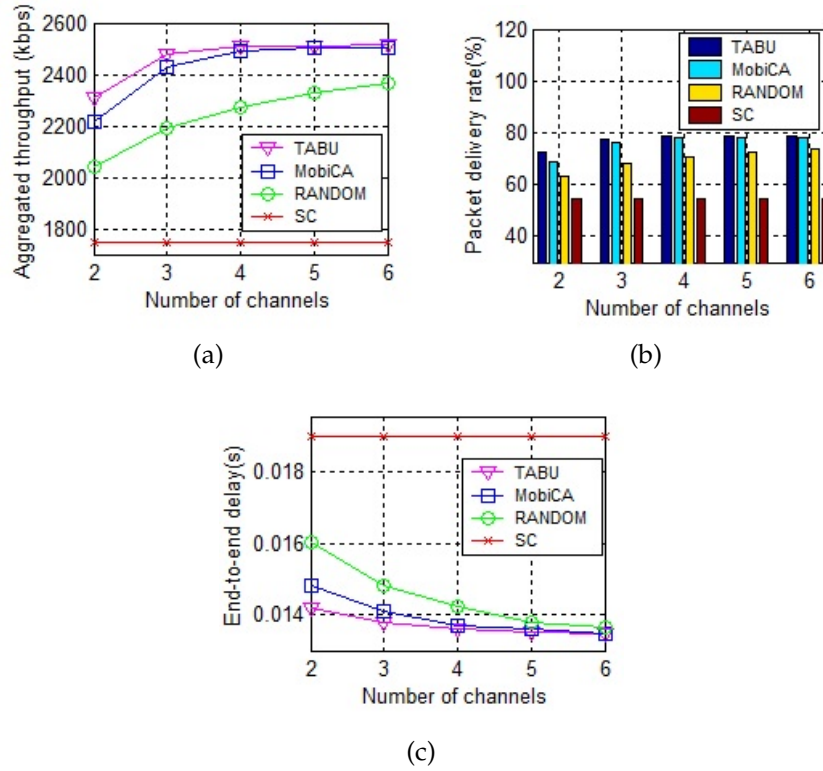 2600
2400
2200
2000
1800
Aggregated throughput (kbps)
TABU
MobiCA
RANDOM
SC
2 3 4 5 6
Number of channels
(a)
120
100
80
60
40
Packet delivery rate(%)
TABU
MobiCA
RANDOM
SC
2 3 4 5 6
Number of channels
(b)
0.018
0.016
0.014
End-to-end delay(s)
TABU
MobiCA
RANDOM
SC
2 3 4 5 6
Number of channels
(c)